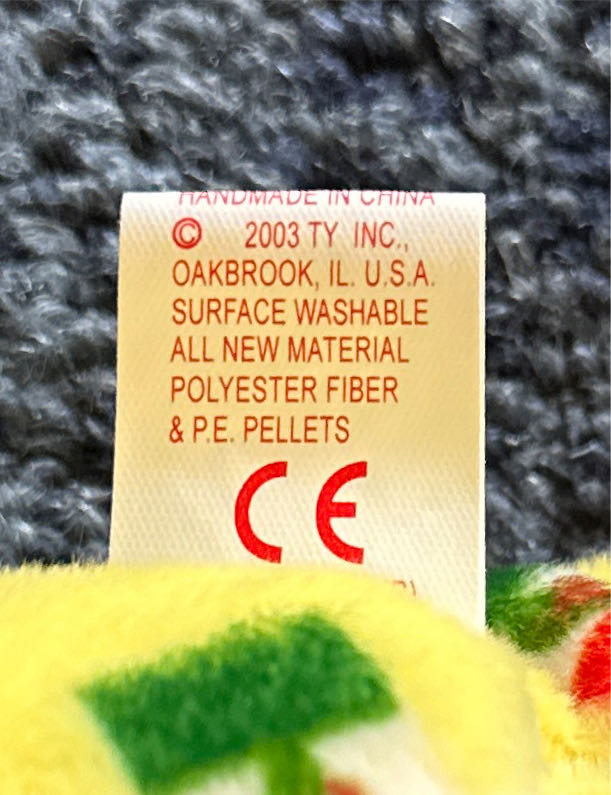 HANDMADE IN CHINA
© 2003 TY INC.,
OAKBROOK, IL. U.S.A.
SURFACE WASHABLE
ALL NEW MATERIAL
POLYESTER FIBER
& P.E. PELLETS
CE